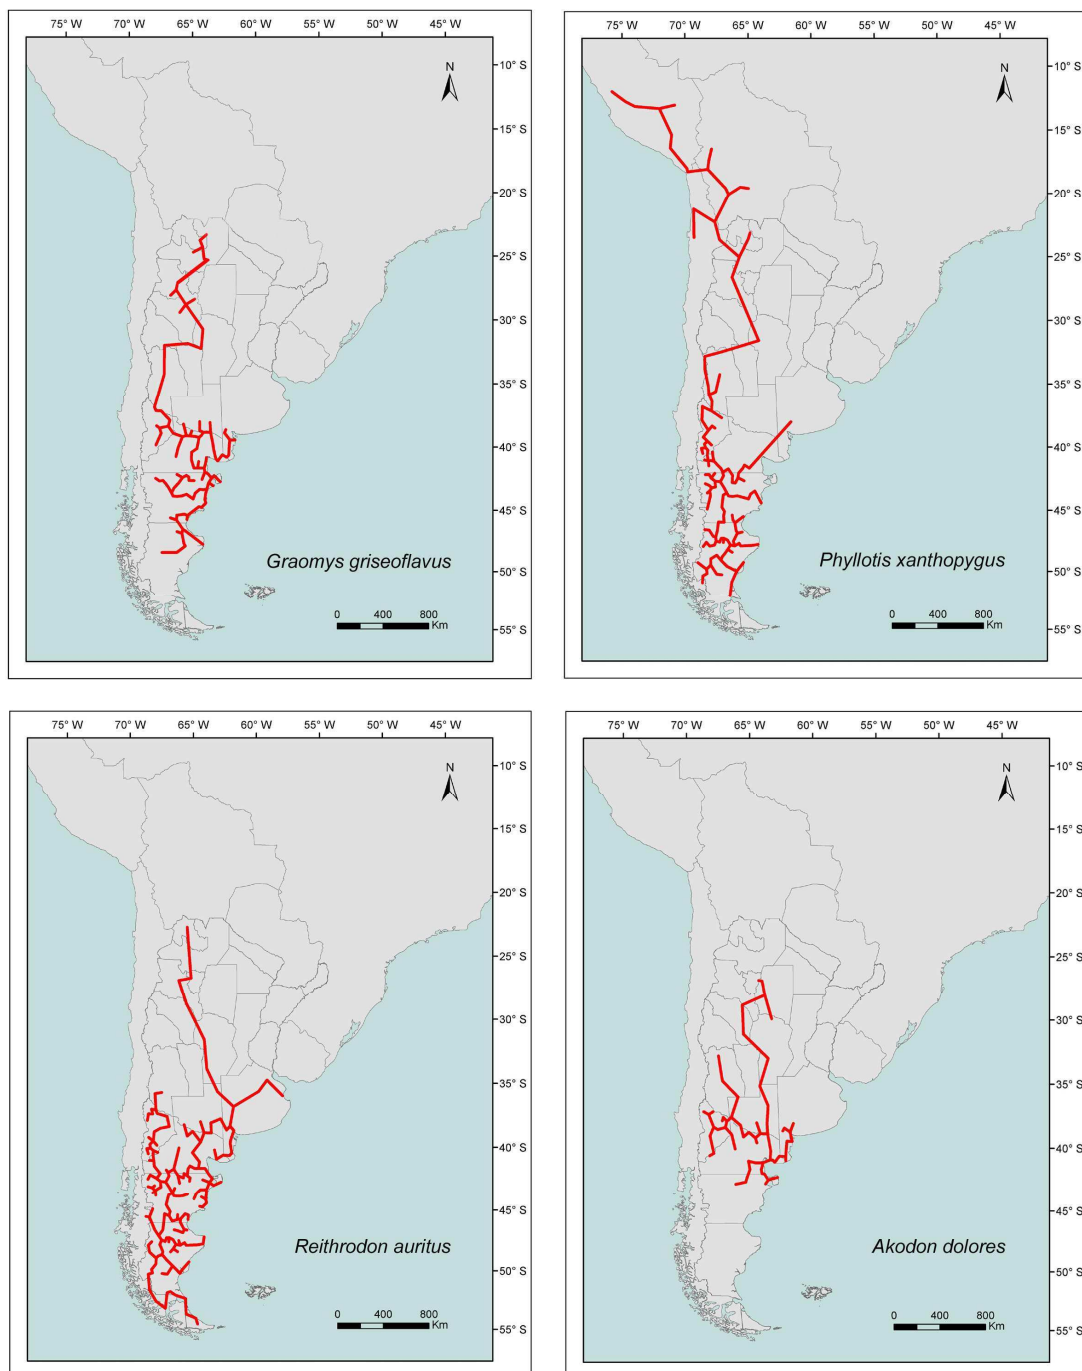 75° W 70° W 65° W 60° W 55° W 50° W 45° W
N
10° S
15° S
20° S
25° S
30° S
35° S
40° S
45° S
50° S
55° S
Graomys griseoflavus
0 400 800
Km
75° W 70° W 65° W 60° W 55° W 50° W 45° W
N
10° S
15° S
20° S
25° S
30° S
35° S
40° S
45° S
50° S
55° S
Phyllotis xanthopygus
0 400 800
Km
75° W 70° W 65° W 60° W 55° W 50° W 45° W
N
10° S
15° S
20° S
25° S
30° S
35° S
40° S
45° S
50° S
55° S
Reithrodon auritus
0 400 800
Km
75° W 70° W 65° W 60° W 55° W 50° W 45° W
N
10° S
15° S
20° S
25° S
30° S
35° S
40° S
45° S
50° S
55° S
Akodon dolores
0 400 800
Km